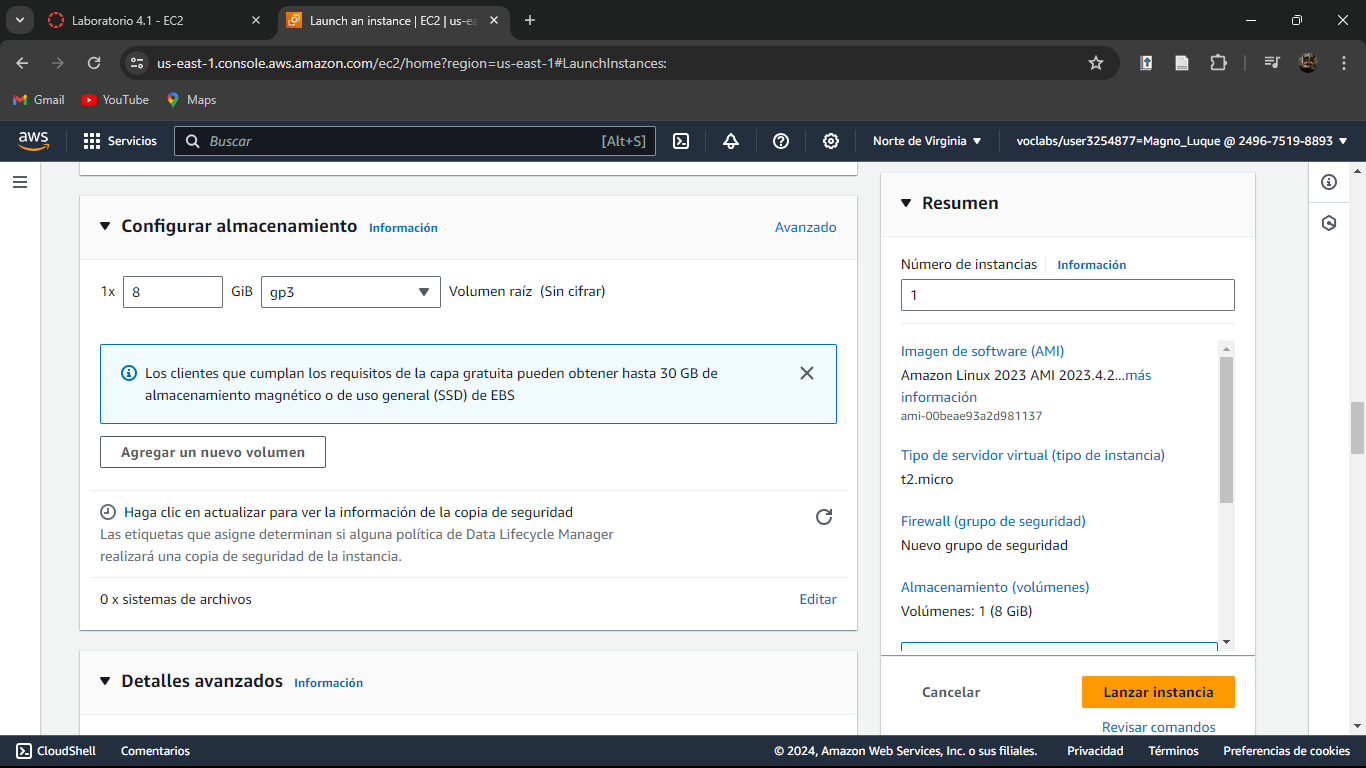 Laboratorio 4.1 - EC2
Launch an instance | EC2 | us-ea
us-east-1.console.aws.amazon.com/ec2/home?region=us-east-1#LaunchInstances:
Gmail
YouTube
Maps
aws
Servicios
Buscar
[Alt+S]
Norte de Virginia
voclabs/user3254877=Magno_Luque @ 2496-7519-8893
Configurar almacenamiento
Información
Avanzado
1x
8
GiB
gp3
Volumen raíz (Sin cifrar)
Los clientes que cumplan los requisitos de la capa gratuita pueden obtener hasta 30 GB de
almacenamiento magnético o de uso general (SSD) de EBS
Agregar un nuevo volumen
Haga clic en actualizar para ver la información de la copia de seguridad
Las etiquetas que asigne determinan si alguna política de Data Lifecycle Manager
realizará una copia de seguridad de la instancia.
0 x sistemas de archivos
Editar
Detalles avanzados
Información
Resumen
Número de instancias
Información
1
Imagen de software (AMI)
Amazon Linux 2023 AMI 2023.4.2...más
información
ami-00beae93a2d981137
Tipo de servidor virtual (tipo de instancia)
t2.micro
Firewall (grupo de seguridad)
Nuevo grupo de seguridad
Almacenamiento (volúmenes)
Volúmenes: 1 (8 GiB)
Cancelar
Lanzar instancia
Revisar comandos
CloudShell
Comentarios
© 2024, Amazon Web Services, Inc. o sus filiales.
Privacidad
Términos
Preferencias de cookies